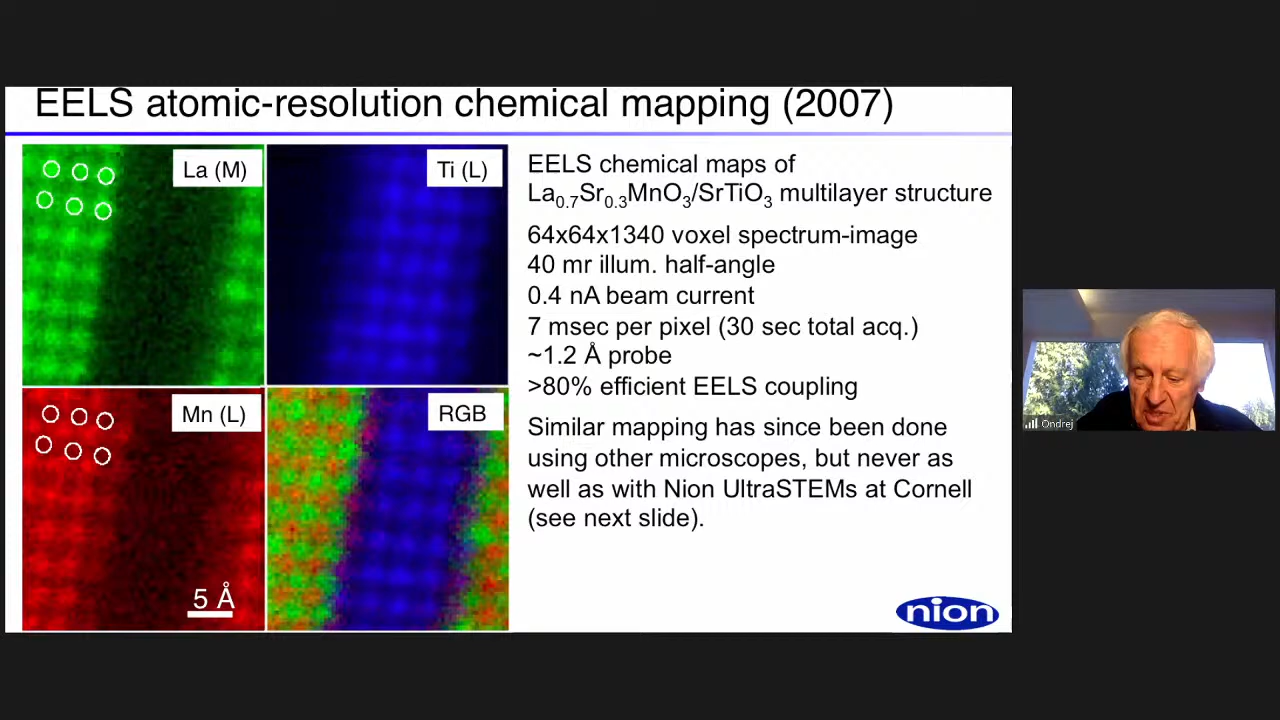 EELS atomic-resolution chemical mapping (2007)
La (M)
Ti (L)
Mn (L)
RGB
5 Å
EELS chemical maps of
La0.7Sr0.3MnO3/SrTiO3 multilayer structure
64x64x1340 voxel spectrum-image
40 mr illum. half-angle
0.4 nA beam current
7 msec per pixel (30 sec total acq.)
~1.2 Å probe
>80% efficient EELS coupling
Similar mapping has since been done
using other microscopes, but never as
well as with Nion UltraSTEMs at Cornell
(see next slide).
nion
Ondrej